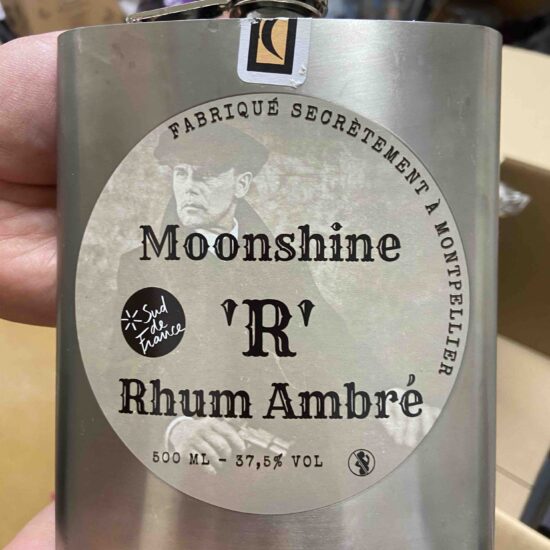 FABRIQUÉ SECRÈTEMENT À MONTPELLIER
Moonshine
'R'
Sud
de
France
Rhum Ambré
500 ML – 37,5% VOL